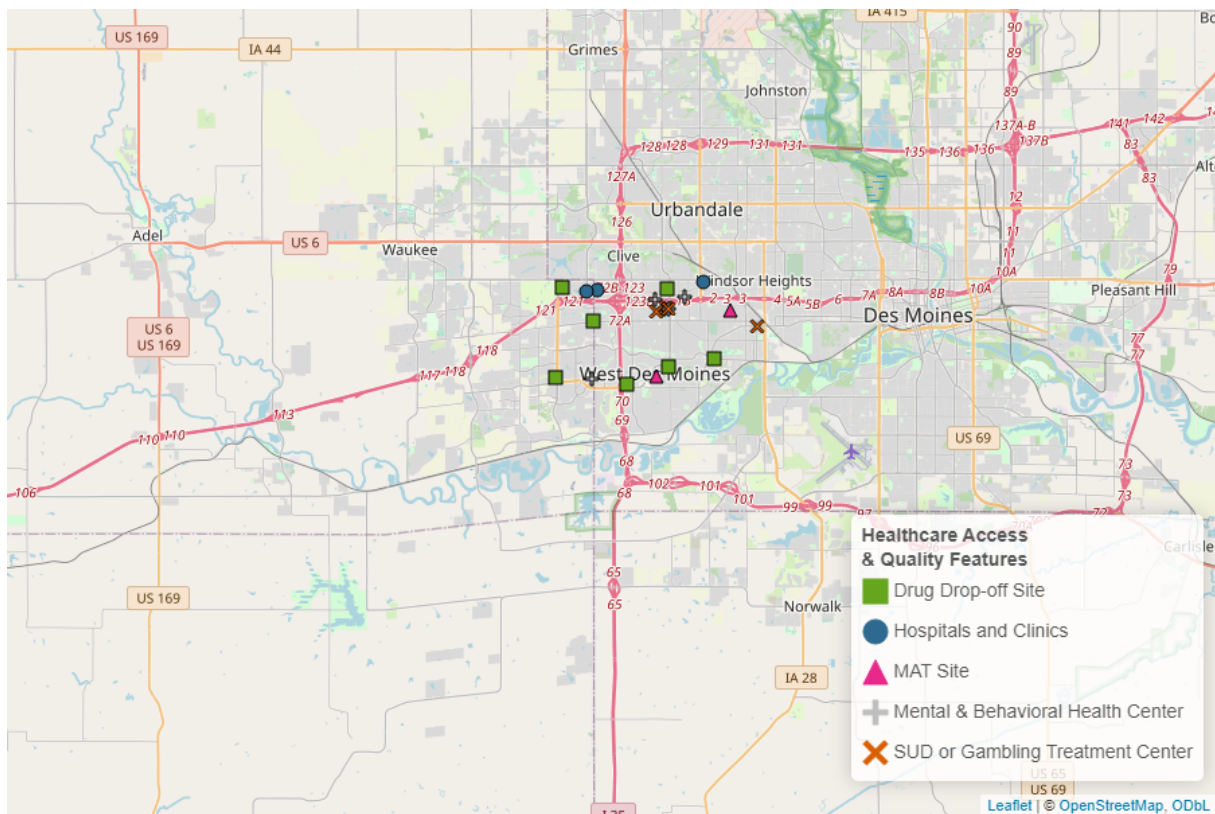 IA 415
90
US 169
IA 44
Grimes
89
89
Johnston
137A-B
137B
141
142
83
83
128 128 129 131 131
135 136 136
127A
12
Urbandale
126
Adel
US 6
Waukee
Clive
11
11
10A
79
Windsor Heights
Pleasant Hill
121
123
2 3 3 4 5A 5B 6 7A 8A 8B 10A
121
72A
Des Moines
US 6
US 169
118
118
117
77
77
West Des Moines
113
70
69
110 110
US 69
68
73
106
68
102 101
101
73
99 99 97
72
Healthcare Access
& Quality Features
Carlisle
Drug Drop-off Site
65
65
US 169
Norwalk
Hospitals and Clinics
MAT Site
IA 28
Mental & Behavioral Health Center
SUD or Gambling Treatment Center
US 65
US 69
I 35
Leaflet | © OpenStreetMap, ODbL